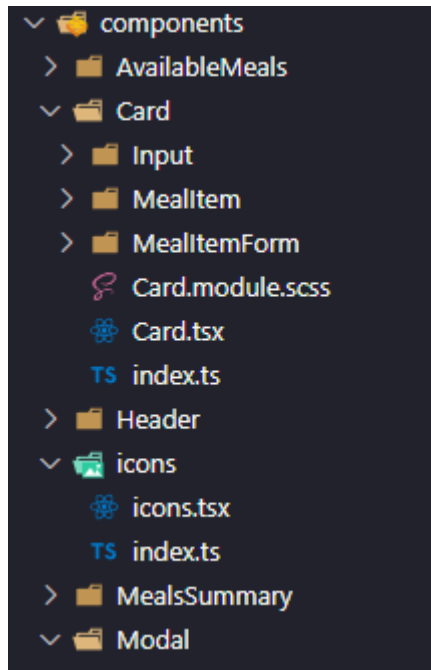 components
AvailableMeals
Card
Input
MealItem
MealItemForm
Card.module.scss
Card.tsx
TS index.ts
Header
icons
icons.tsx
TS index.ts
MealsSummary
Modal